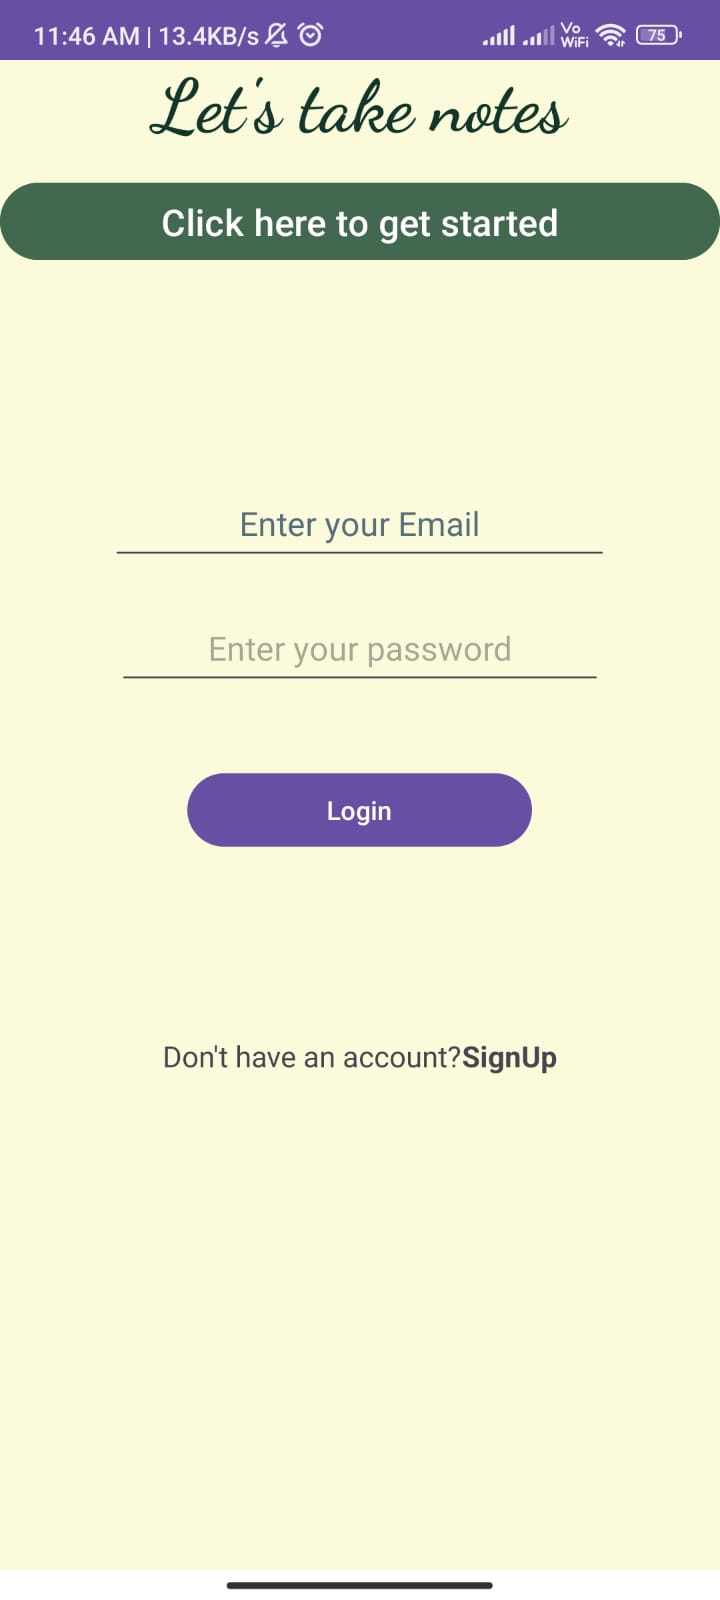 11:46 AM | 13.4KB/s Vo WiFi 75
Let's take notes
Click here to get started
Enter your Email
Enter your password
Login
Don't have an account?SignUp